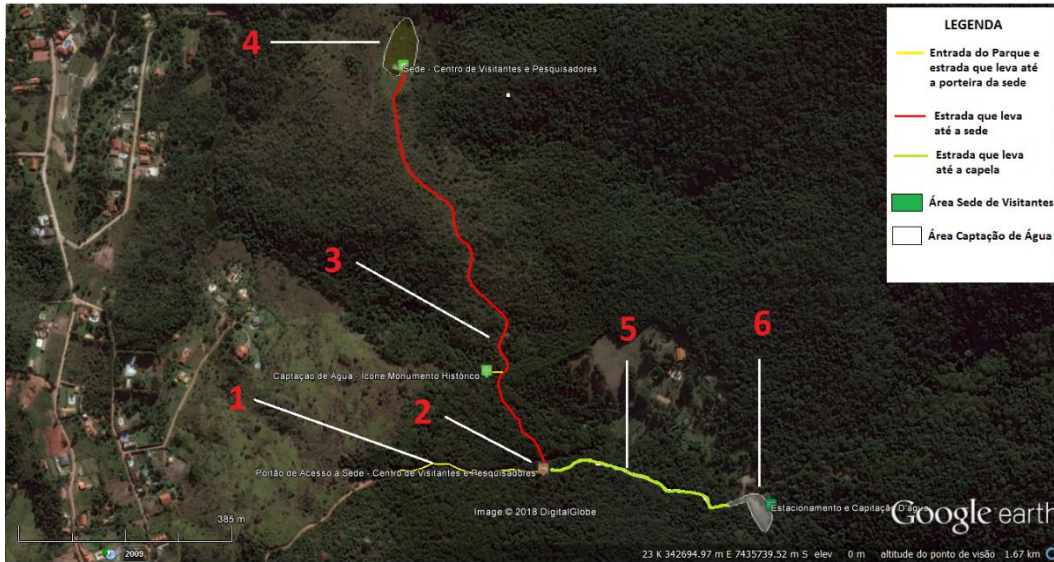 LEGENDA
Entrada do Parque e
estrada que leva até
a porteira da sede
Estrada que leva
até a sede
Estrada que leva
até a capela
Área Sede de Visitantes
Área Captação de Água
4
Sede - Centro de Visitantes e Pesquisadores
3
5
6
Captação de Água - Ícone Monumento Histórico
1
2
Portão de Acesso a Sede - Centro de Visitantes e Pesquisadores
Estacionamento e Capitação D'água
385 m
Image © 2018 DigitalGlobe
Google earth
2009
23 K 342694.97 m E 7435739.52 m S elev 0 m altitude do ponto de visão 1.67 km